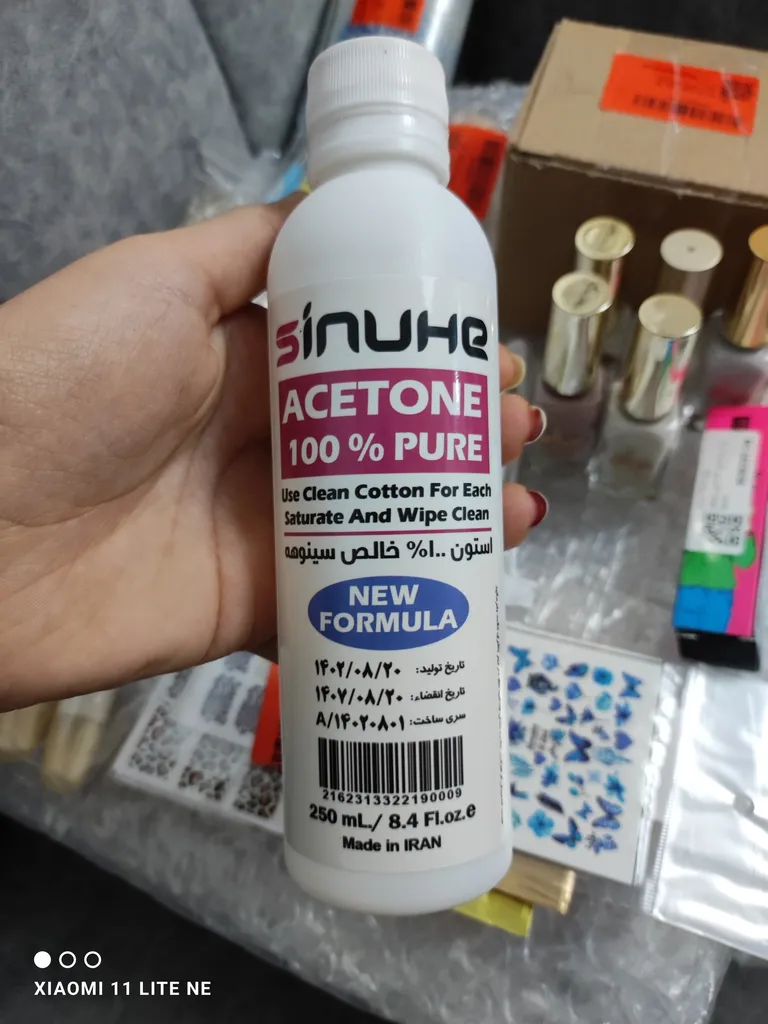 sinuhe
ACETONE
100 % PURE
Use Clean Cotton For Each
Saturate And Wipe Clean
استون ۱۰۰% خالص سینوهه
NEW
FORMULA
تاریخ تولید: ۱۴۰۲/۰۸/۲۰
تاریخ انقضاء: ۱۴۰۷/۰۸/۲۰
سری ساخت: A/۱۴۰۲۰۸۰۱
2162313322190009
250 mL./ 8.4 Fl.oz.e
Made in IRAN
XIAOMI 11 LITE NE